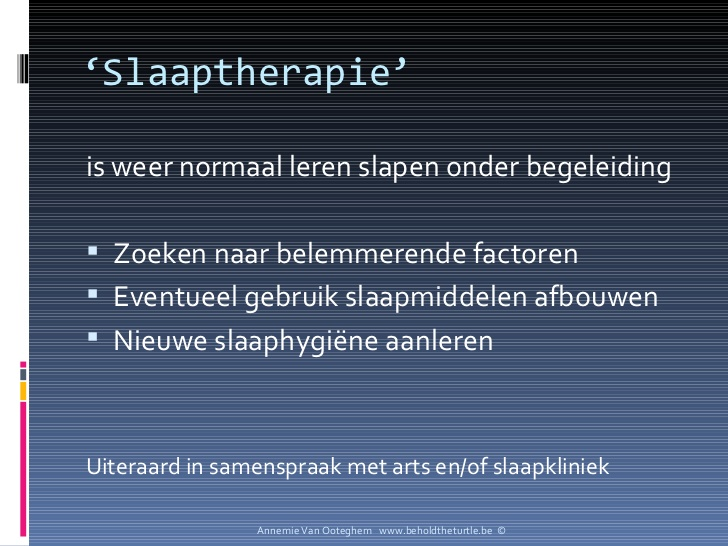 ‘Slaaptherapie’
is weer normaal leren slapen onder begeleiding
▪ Zoeken naar belemmerende factoren
▪ Eventueel gebruik slaapmiddelen afbouwen
▪ Nieuwe slaaphygiëne aanleren
Uiteraard in samenspraak met arts en/of slaapkliniek
Annemie Van Ooteghem www.beholdtheturtle.be ©